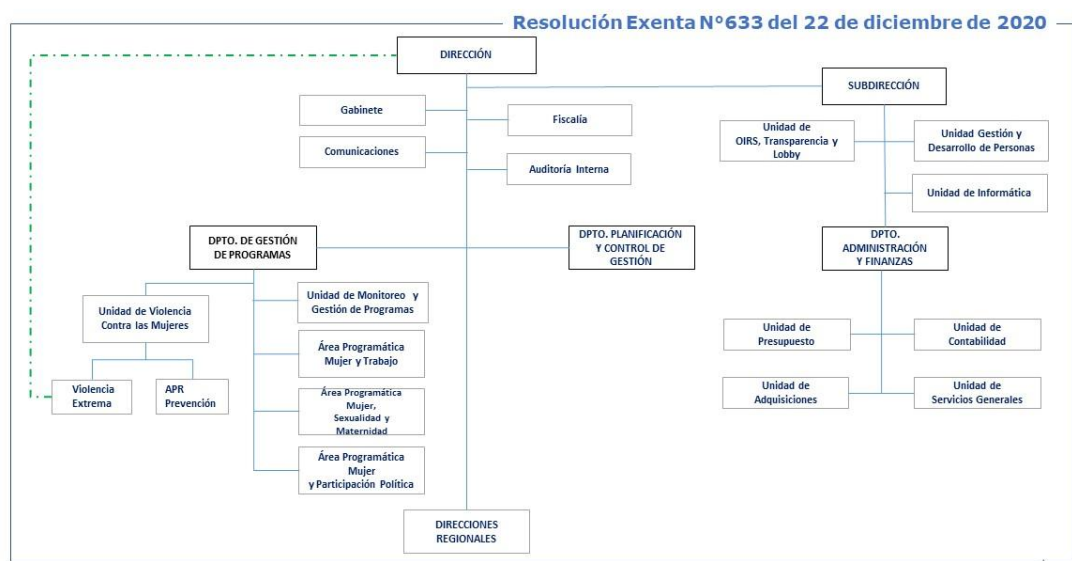 Resolución Exenta N°633 del 22 de diciembre de 2020
DIRECCIÓN
SUBDIRECCIÓN
Gabinete
Fiscalía
Comunicaciones
Auditoría Interna
Unidad de
OIRS, Transparencia y
Lobby
Unidad Gestión y
Desarrollo de Personas
Unidad de Informática
DPTO. DE GESTIÓN
DE PROGRAMAS
DPTO. PLANIFICACIÓN
Y CONTROL DE
GESTIÓN
DPTO.
ADMINISTRACIÓN
Y FINANZAS
Unidad de Violencia
Contra las Mujeres
Unidad de Monitoreo y
Gestión de Programas
Área Programática
Mujer y Trabajo
Violencia
Extrema
APR
Prevención
Área Programática
Mujer,
Sexualidad y
Maternidad
Área Programática
Mujer
y Participación Política
Unidad de
Presupuesto
Unidad de
Contabilidad
Unidad de
Adquisiciones
Unidad de
Servicios Generales
DIRECCIONES
REGIONALES